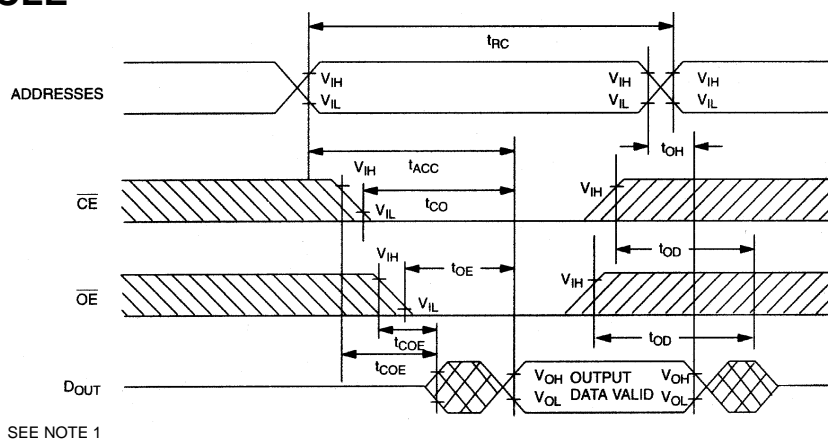 tRC
ADDRESSES
VIH
VIL
VIH
VIL
VIH
VIL
tOH
tACC
CE
VIH
VIL
tCO
VIH
tOD
OE
VIH
VIL
tOE
VIH
tOD
tCOE
tCOE
DOUT
VOH OUTPUT VOH
VOL DATA VALID VOL
SEE NOTE 1